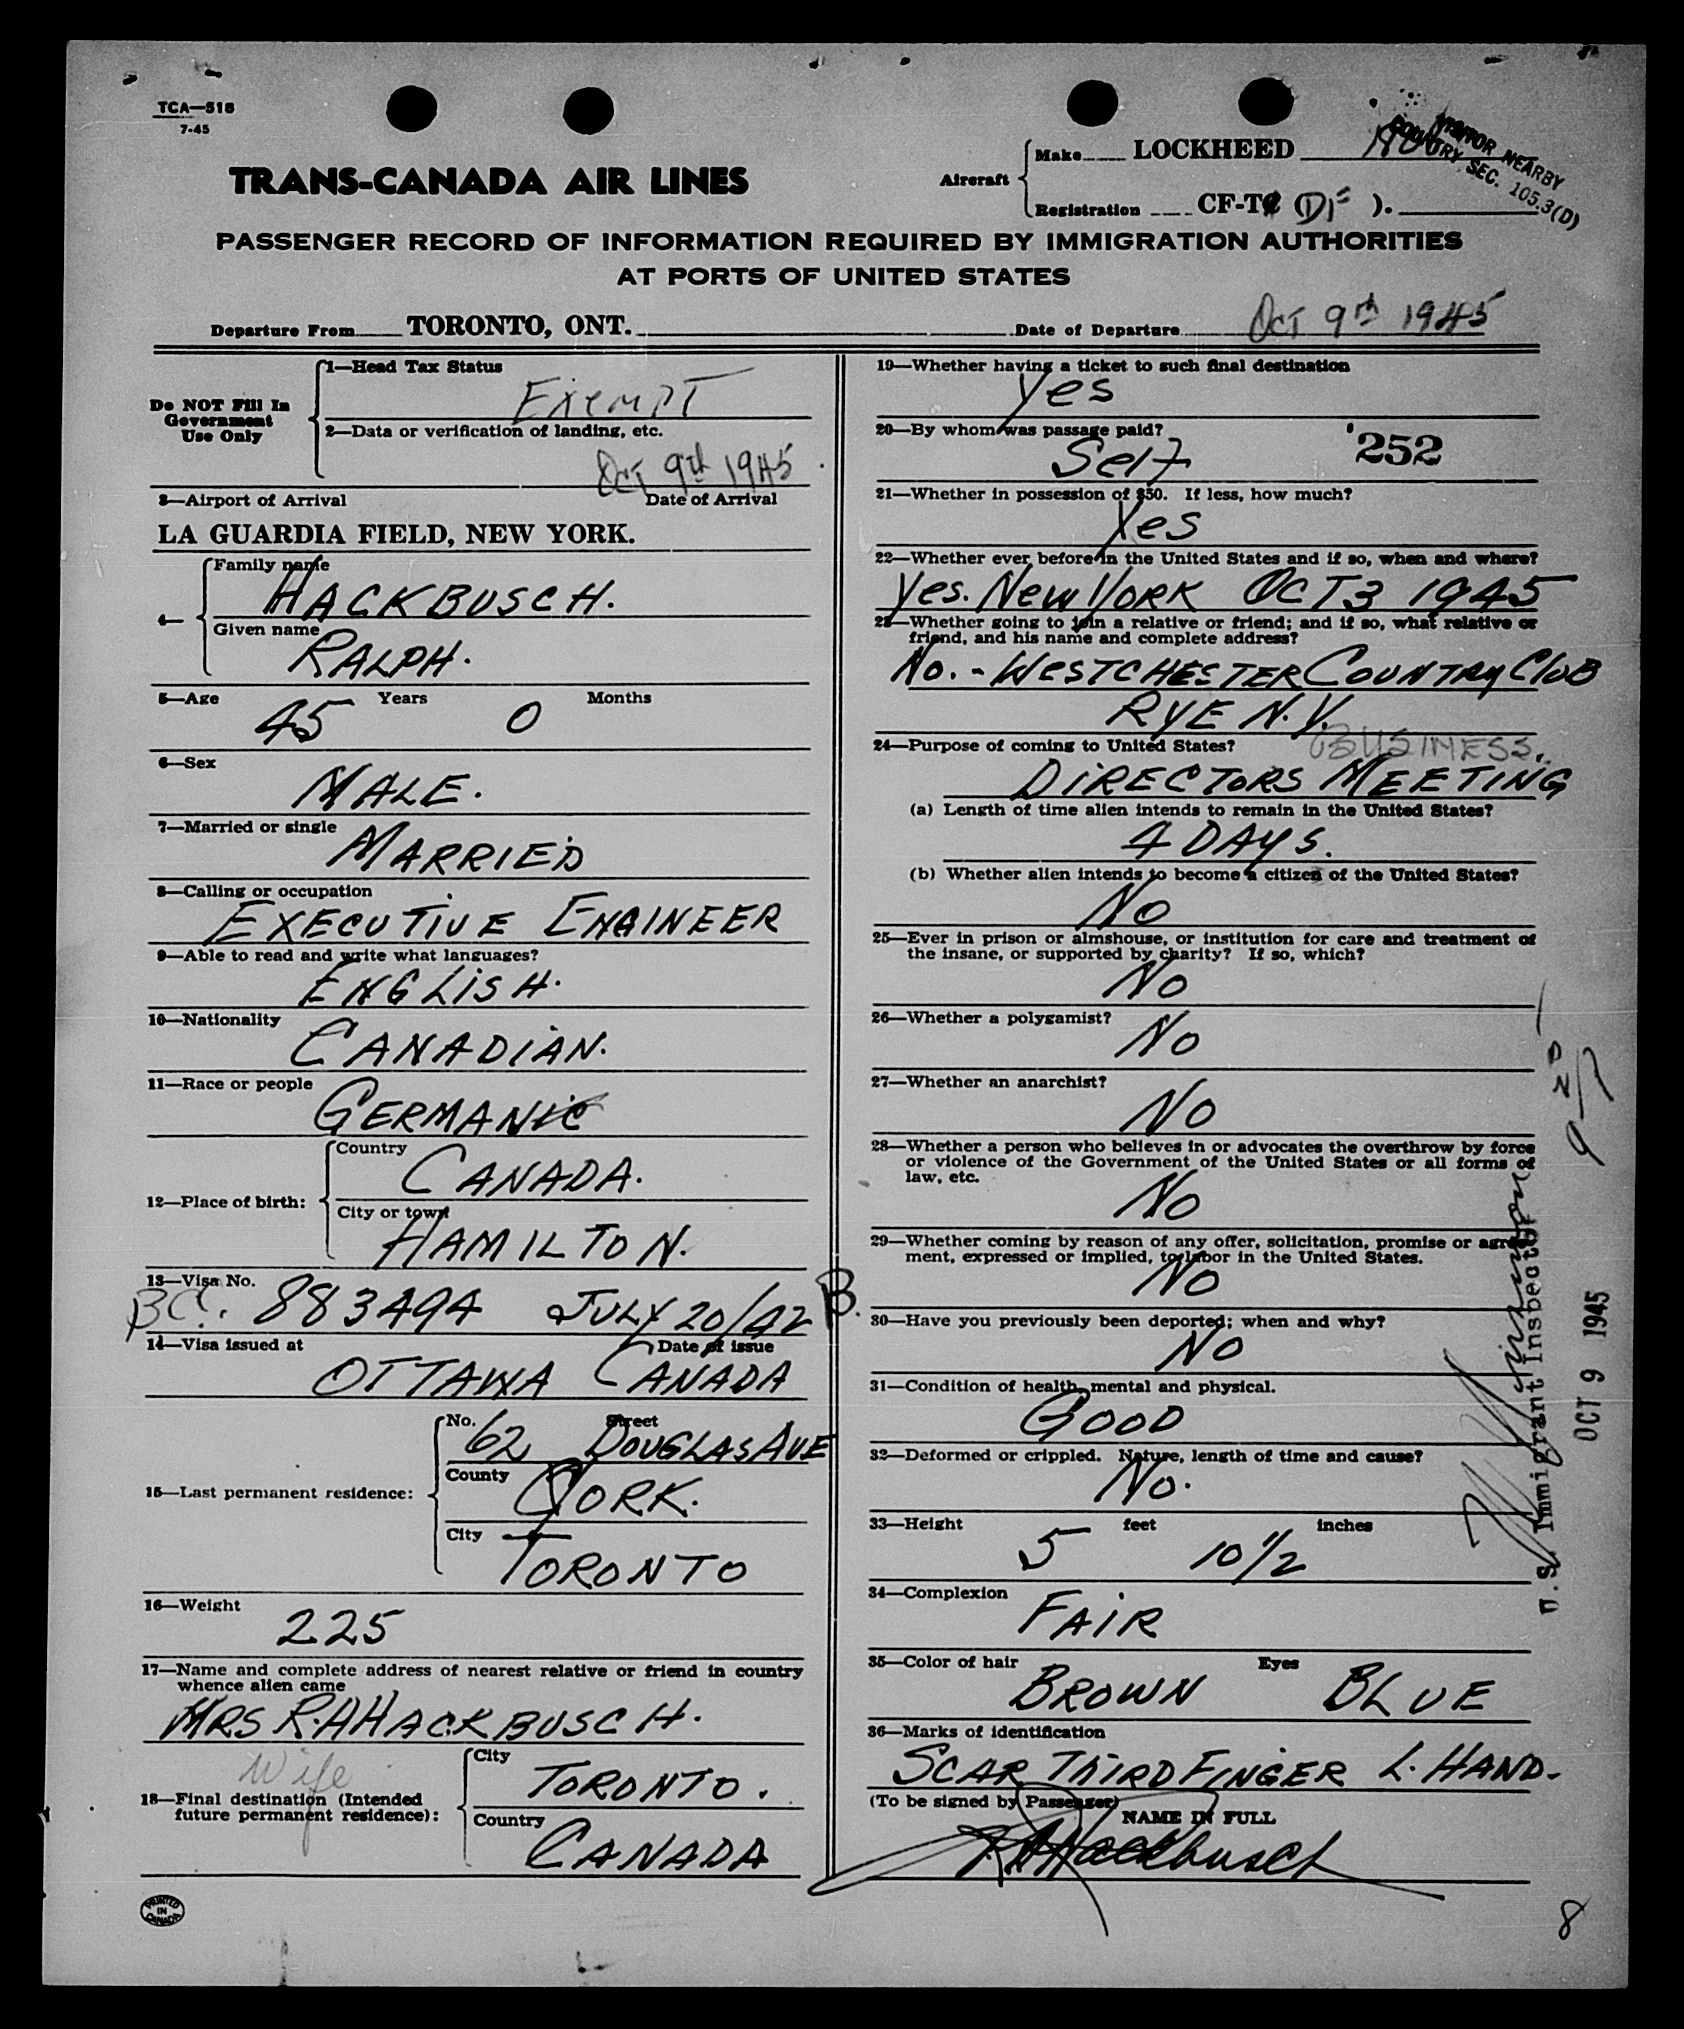 TCA—518
7-45
TRANS-CANADA AIR LINES
Aircraft
Make LOCKHEED
Registration CF-TC (DF).
VISITOR NEARBY
COUNTRY SEC. 105.3(D)
PASSENGER RECORD OF INFORMATION REQUIRED BY IMMIGRATION AUTHORITIES
AT PORTS OF UNITED STATES
Departure From TORONTO, ONT. Date of Departure OCT 9th 1945
Do NOT Fill In
Government
Use Only
1—Head Tax Status
Exempt
2—Data or verification of landing, etc.
Oct 9th 1945
3—Airport of Arrival Date of Arrival
LA GUARDIA FIELD, NEW YORK.
4—
Family name
HACKBUSCH.
Given name
RALPH.
5—Age Years Months
45 0
6—Sex
MALE.
7—Married or single
MARRIED
8—Calling or occupation
EXECUTIVE ENGINEER
9—Able to read and write what languages?
ENGLISH.
10—Nationality
CANADIAN.
11—Race or people
GERMANIC
12—Place of birth:
Country
CANADA.
City or town
HAMILTON.
13—Visa No.
BC. 883494 JULY 20/42 B.
14—Visa issued at Date of issue
OTTAWA CANADA
15—Last permanent residence:
No. Street
62 DOUGLAS AVE
County
YORK.
City
TORONTO
16—Weight
225
17—Name and complete address of nearest relative or friend in country
whence alien came
MRS R.A HACKBUSCH.
Wife
18—Final destination (Intended
future permanent residence):
City
TORONTO.
Country
CANADA
PRINTED
IN
CANADA
19—Whether having a ticket to such final destination
Yes
20—By whom was passage paid?
Self
252
21—Whether in possession of $50. If less, how much?
Yes
22—Whether ever before in the United States and if so, when and where?
Yes. New York OCT 3 1945
23—Whether going to join a relative or friend; and if so, what relative or
friend, and his name and complete address?
No. - WESTCHESTER COUNTRY CLUB
RYE N.Y.
24—Purpose of coming to United States?
BUSINESS.
DIRECTORS MEETING
(a) Length of time alien intends to remain in the United States?
4 DAYS.
(b) Whether alien intends to become a citizen of the United States?
No
25—Ever in prison or almshouse, or institution for care and treatment of
the insane, or supported by charity? If so, which?
No
26—Whether a polygamist?
No
27—Whether an anarchist?
No
28—Whether a person who believes in or advocates the overthrow by force
or violence of the Government of the United States or all forms of
law, etc.
No
29—Whether coming by reason of any offer, solicitation, promise or agree-
ment, expressed or implied, to labor in the United States.
No
30—Have you previously been deported; when and why?
No
31—Condition of health, mental and physical.
GOOD
32—Deformed or crippled. Nature, length of time and cause?
No.
33—Height feet inches
5 10 1/2
34—Complexion
FAIR
35—Color of hair Eyes
BROWN BLUE
36—Marks of identification
SCAR THIRD FINGER L. HAND.
(To be signed by Passenger)
NAME IN FULL
R A Hackbusch
U.S. Immigrant Inspector
OCT 9 1945
8